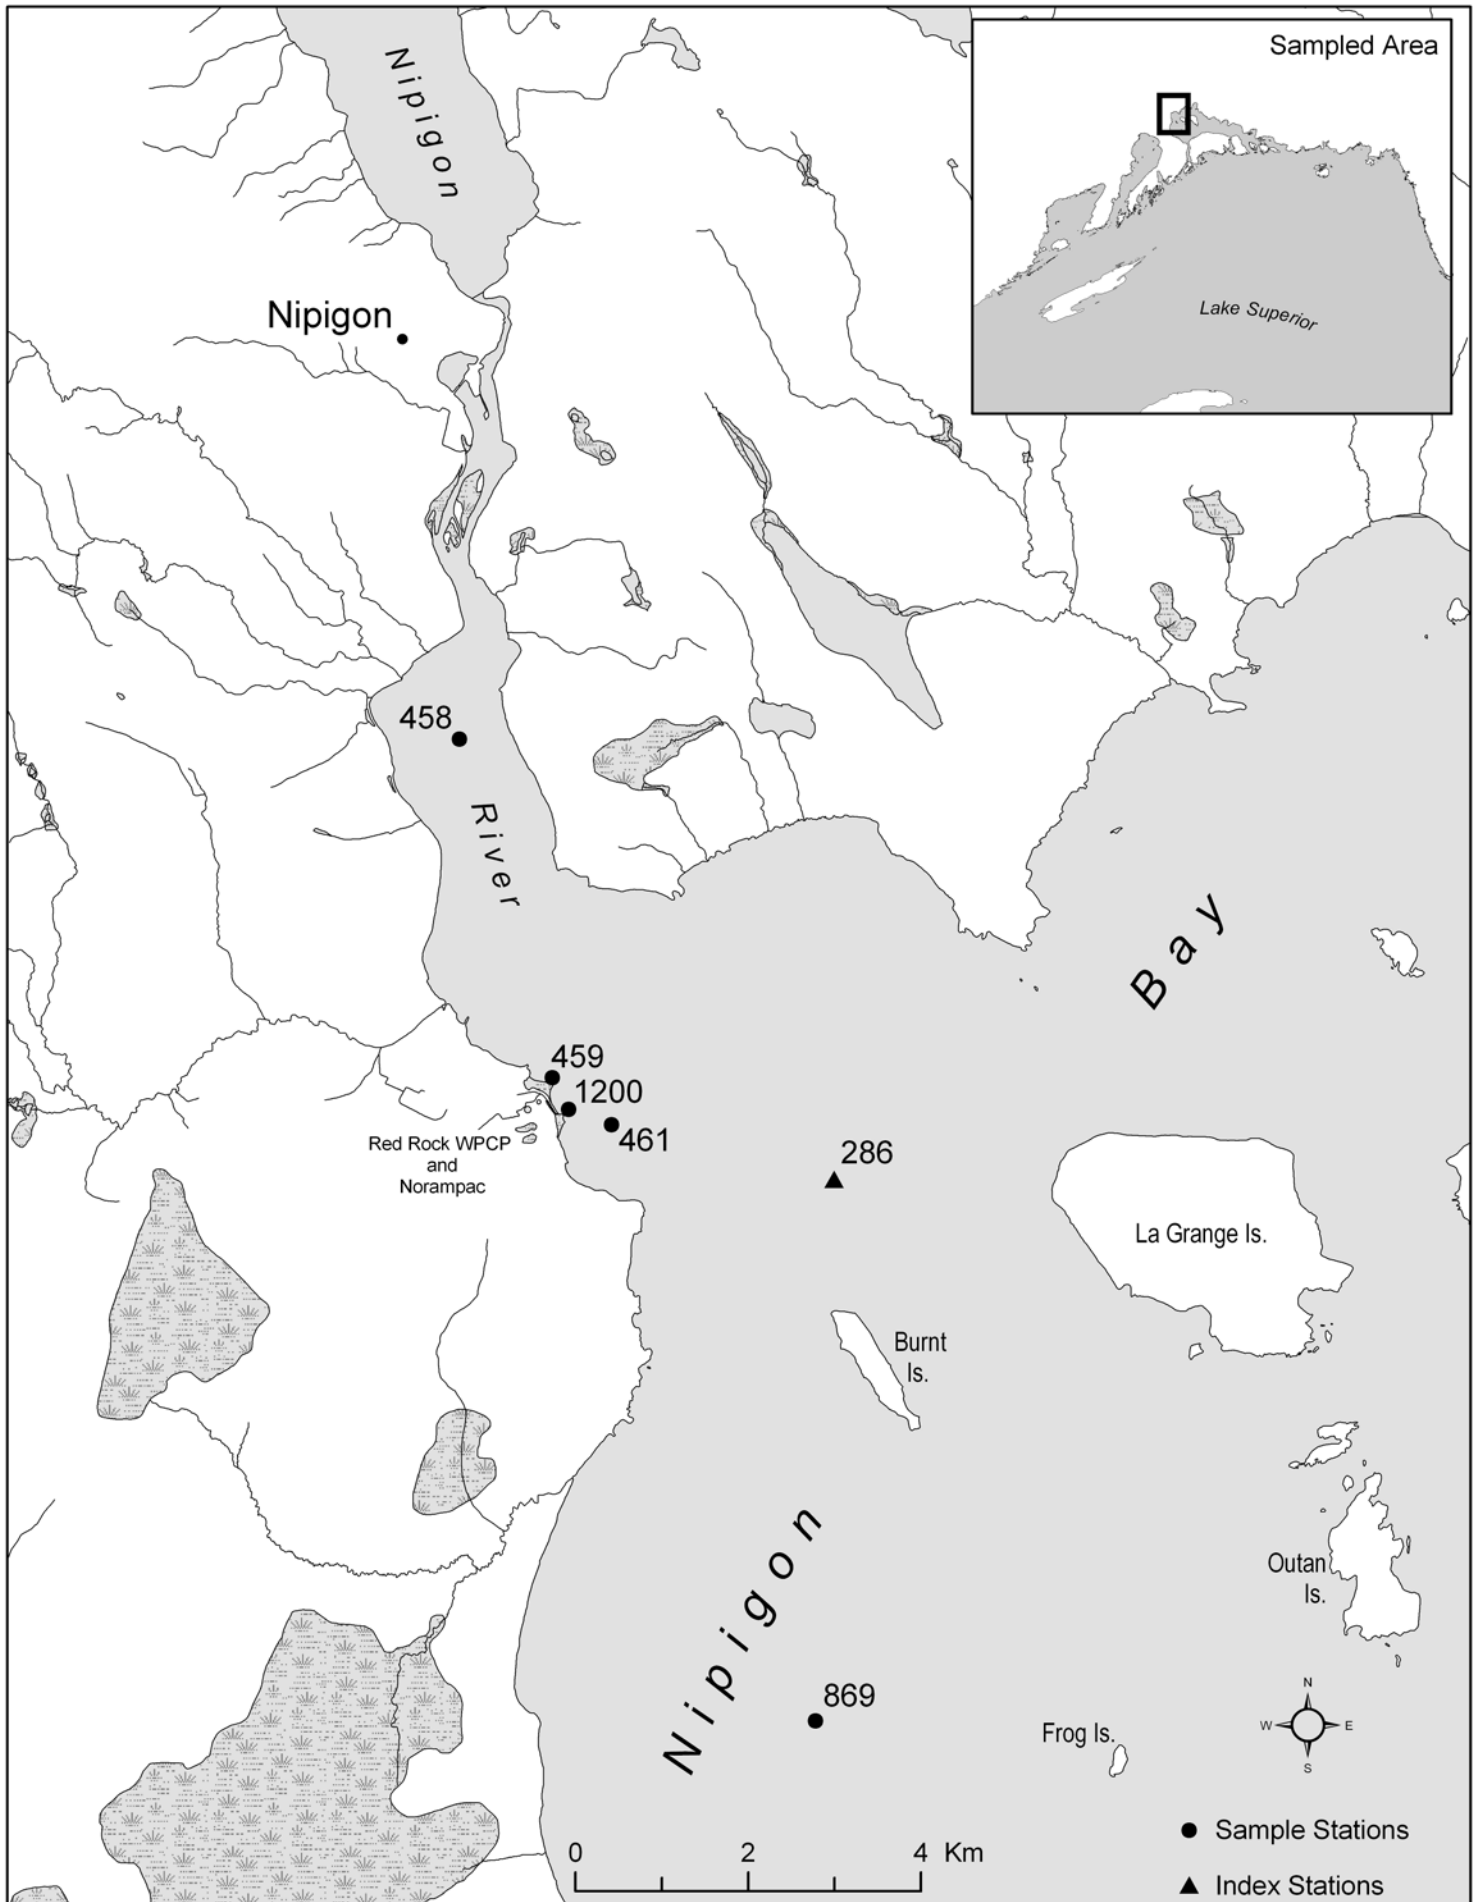 Sampled Area
Lake Superior
Nipigon
Nipigon
458
River
Bay
459
1200
461
286
Red Rock WPCP
and
Norampac
La Grange Is.
Burnt
Is.
Nipigon
Outan
Is.
869
Frog Is.
N
W
E
S
Sample Stations
0 2 4 Km
Index Stations